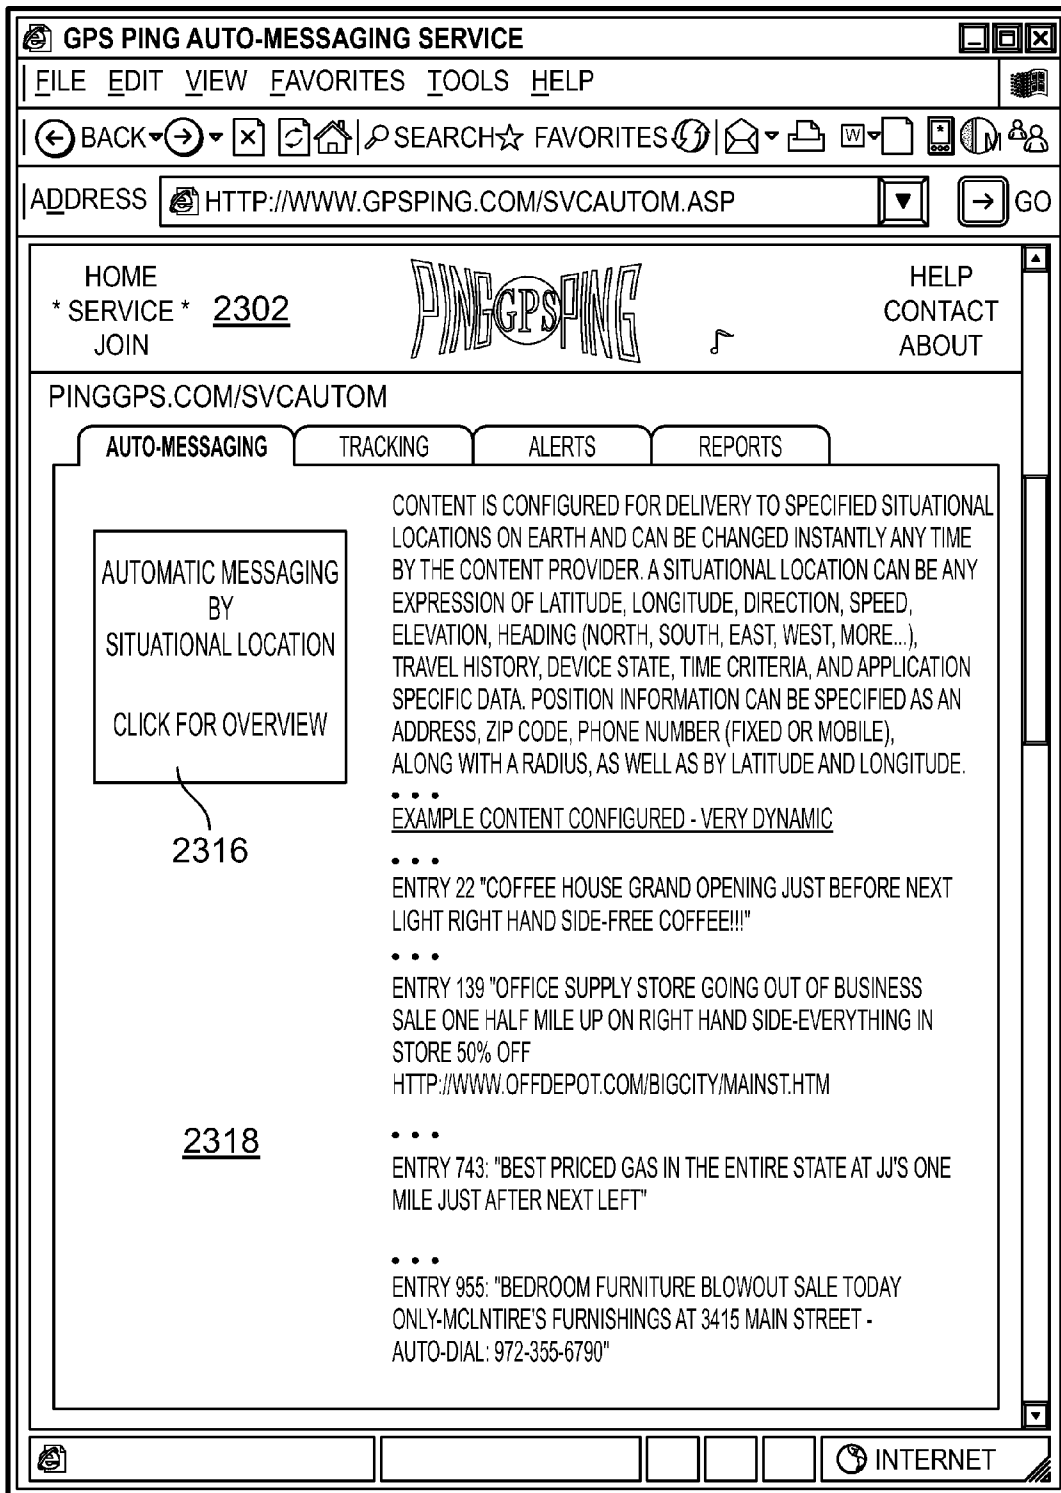 GPS PING AUTO-MESSAGING SERVICE
FILE EDIT VIEW FAVORITES TOOLS HELP
BACK SEARCH FAVORITES W M
ADDRESS HTTP://WWW.GPSPING.COM/SVCAUTOM.ASP GO
HOME
* SERVICE * 2302
JOIN
PING GPS PING
HELP
CONTACT
ABOUT
PINGGPS.COM/SVCAUTOM
AUTO-MESSAGING TRACKING ALERTS REPORTS
AUTOMATIC MESSAGING
BY
SITUATIONAL LOCATION
CLICK FOR OVERVIEW
2316
2318
CONTENT IS CONFIGURED FOR DELIVERY TO SPECIFIED SITUATIONAL
LOCATIONS ON EARTH AND CAN BE CHANGED INSTANTLY ANY TIME
BY THE CONTENT PROVIDER. A SITUATIONAL LOCATION CAN BE ANY
EXPRESSION OF LATITUDE, LONGITUDE, DIRECTION, SPEED,
ELEVATION, HEADING (NORTH, SOUTH, EAST, WEST, MORE...),
TRAVEL HISTORY, DEVICE STATE, TIME CRITERIA, AND APPLICATION
SPECIFIC DATA. POSITION INFORMATION CAN BE SPECIFIED AS AN
ADDRESS, ZIP CODE, PHONE NUMBER (FIXED OR MOBILE),
ALONG WITH A RADIUS, AS WELL AS BY LATITUDE AND LONGITUDE.
• • •
EXAMPLE CONTENT CONFIGURED - VERY DYNAMIC
• • •
ENTRY 22 "COFFEE HOUSE GRAND OPENING JUST BEFORE NEXT
LIGHT RIGHT HAND SIDE-FREE COFFEE!!!"
• • •
ENTRY 139 "OFFICE SUPPLY STORE GOING OUT OF BUSINESS
SALE ONE HALF MILE UP ON RIGHT HAND SIDE-EVERYTHING IN
STORE 50% OFF
HTTP://WWW.OFFDEPOT.COM/BIGCITY/MAINST.HTM
• • •
ENTRY 743: "BEST PRICED GAS IN THE ENTIRE STATE AT JJ'S ONE
MILE JUST AFTER NEXT LEFT"
• • •
ENTRY 955: "BEDROOM FURNITURE BLOWOUT SALE TODAY
ONLY-MCLNTIRE'S FURNISHINGS AT 3415 MAIN STREET -
AUTO-DIAL: 972-355-6790"
INTERNET